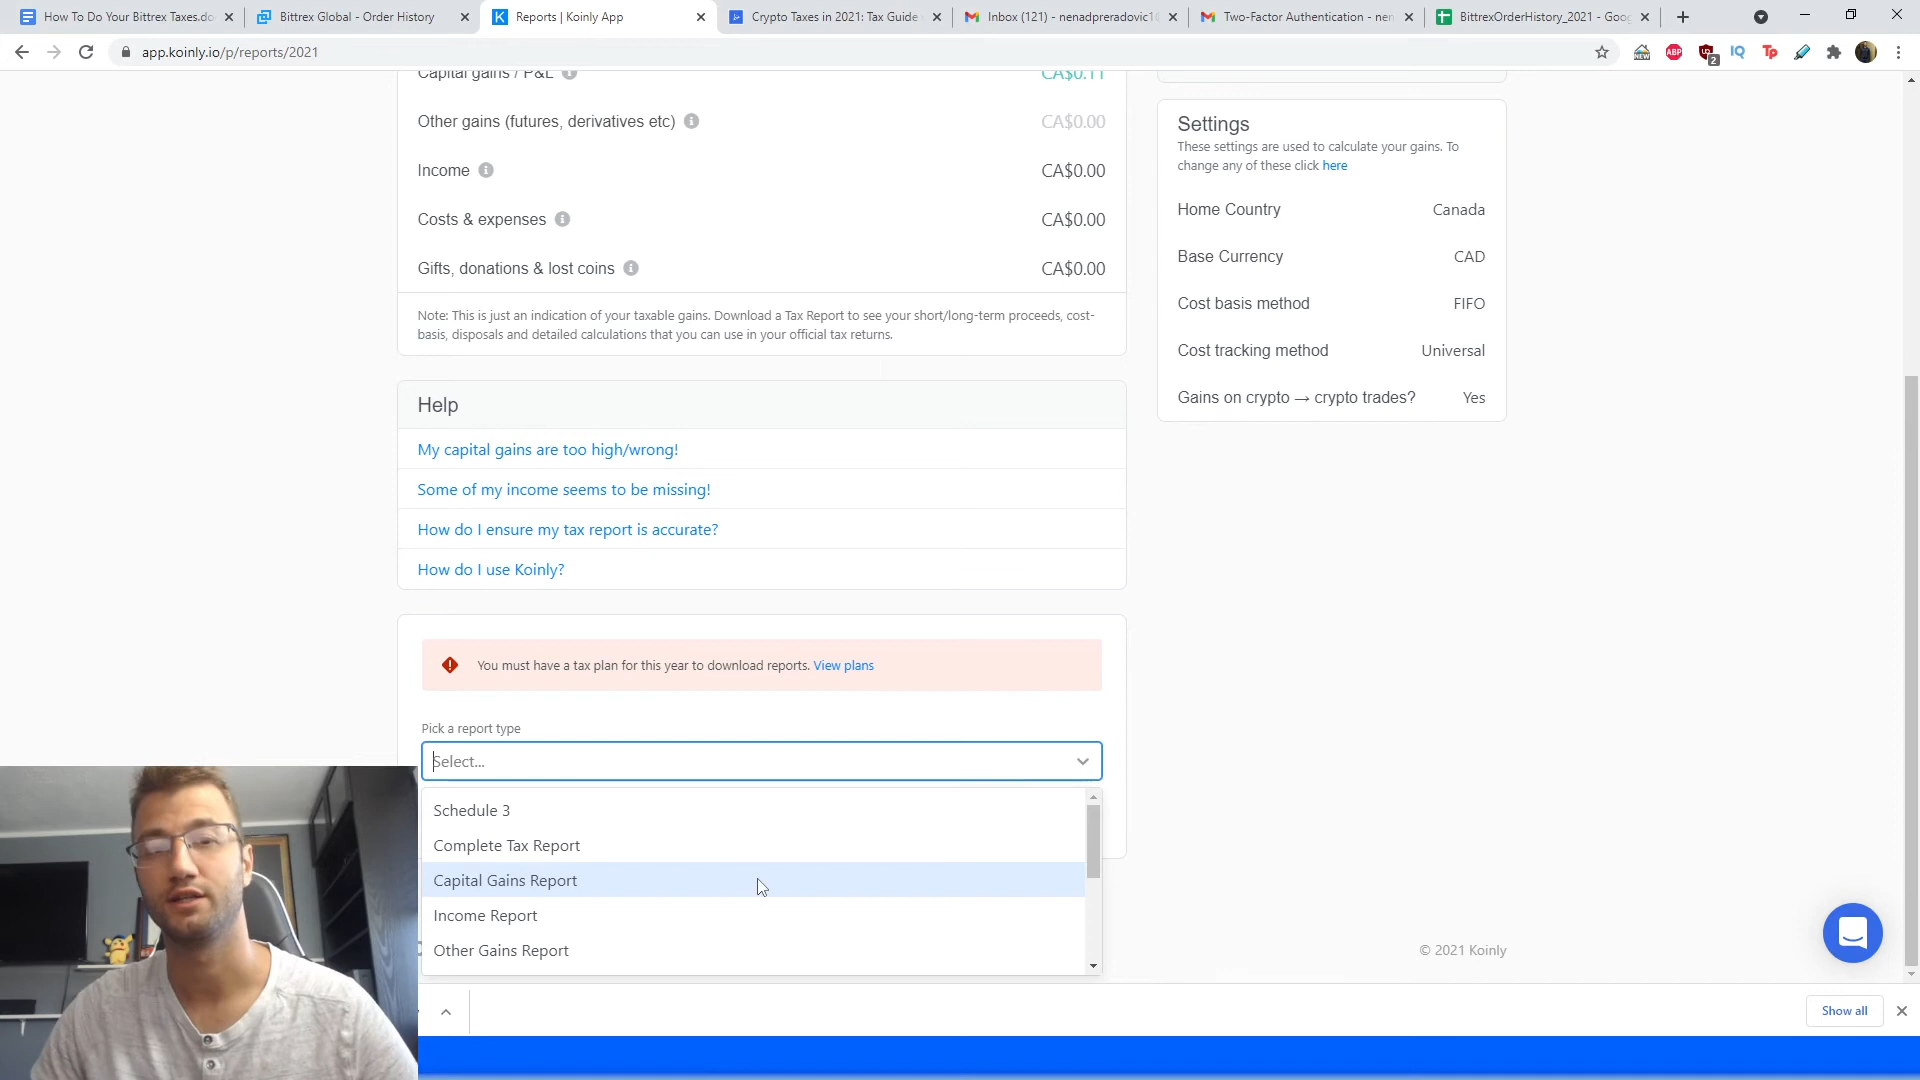 How To Do Your Bittrex Taxes.do
Bittrex Global - Order History
Reports | Koinly App
Crypto Taxes in 2021: Tax Guide
Inbox (121) - nenadpreradovic1
Two-Factor Authentication - nen
BittrexOrderHistory_2021 - Goo
app.koinly.io/p/reports/2021
NEW
ABP
2
IQ
Tp
Capital gains / P&L
CA$0.11
Other gains (futures, derivatives etc)
CA$0.00
Income
CA$0.00
Costs & expenses
CA$0.00
Gifts, donations & lost coins
CA$0.00
Note: This is just an indication of your taxable gains. Download a Tax Report to see your short/long-term proceeds, cost-
basis, disposals and detailed calculations that you can use in your official tax returns.
Settings
These settings are used to calculate your gains. To
change any of these click here
Home Country
Canada
Base Currency
CAD
Cost basis method
FIFO
Cost tracking method
Universal
Gains on crypto → crypto trades?
Yes
Help
My capital gains are too high/wrong!
Some of my income seems to be missing!
How do I ensure my tax report is accurate?
How do I use Koinly?
You must have a tax plan for this year to download reports. View plans
Pick a report type
Select...
Schedule 3
Complete Tax Report
Capital Gains Report
Income Report
Other Gains Report
© 2021 Koinly
Show all